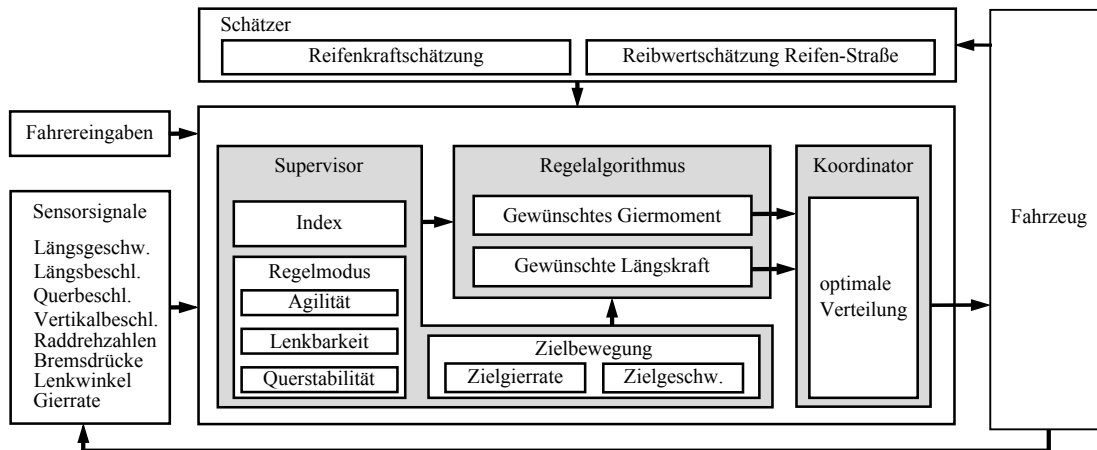 Schätzer
Reifenkraftschätzung
Reibwertschätzung Reifen-Straße
Fahrereingaben
Sensorsignale
Längsgeschw.
Längsbeschl.
Querbeschl.
Vertikalbeschl.
Raddrehzahlen
Bremsdrücke
Lenkwinkel
Gierrate
Supervisor
Index
Regelmodus
Agilität
Lenkbarkeit
Querstabilität
Zielbewegung
Zielgierrate
Zielgeschw.
Regelalgorithmus
Gewünschtes Giermoment
Gewünschte Längskraft
Koordinator
optimale
Verteilung
Fahrzeug